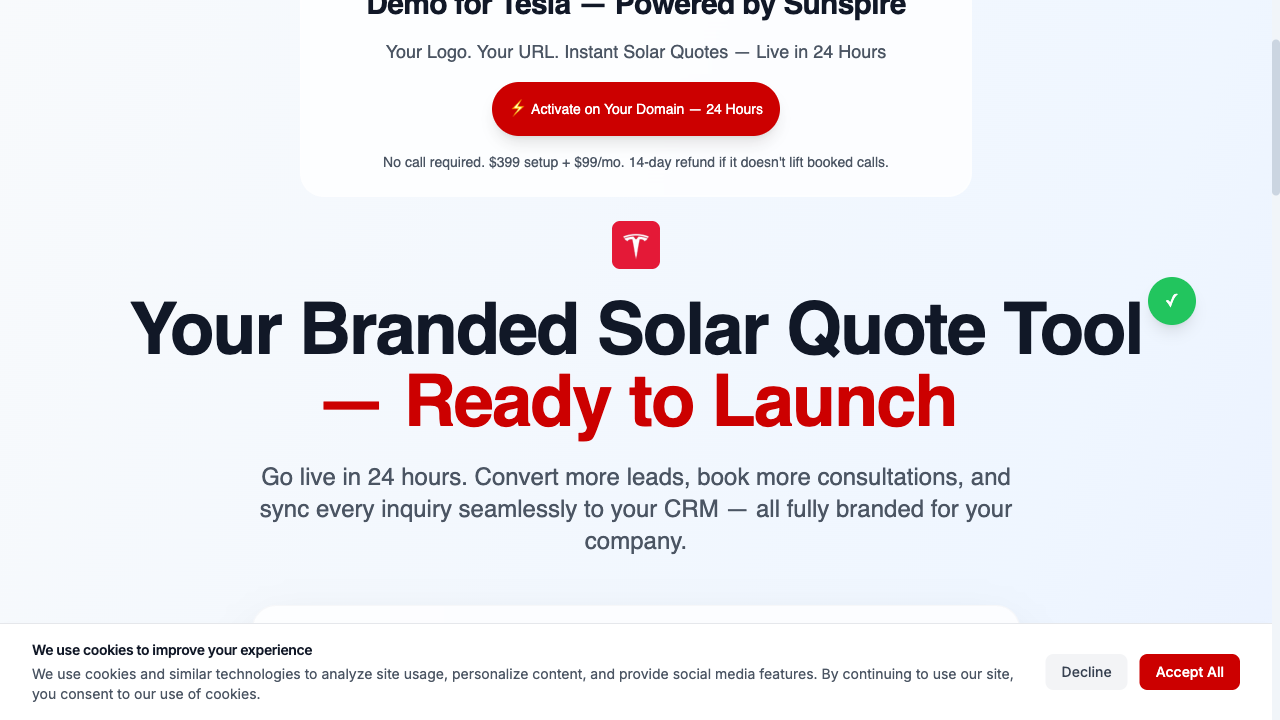 Demo for Tesla — Powered by Sunspire
Your Logo. Your URL. Instant Solar Quotes — Live in 24 Hours
⚡ Activate on Your Domain — 24 Hours
No call required. $399 setup + $99/mo. 14-day refund if it doesn't lift booked calls.
Your Branded Solar Quote Tool
— Ready to Launch
Go live in 24 hours. Convert more leads, book more consultations, and
sync every inquiry seamlessly to your CRM — all fully branded for your
company.
We use cookies to improve your experience
We use cookies and similar technologies to analyze site usage, personalize content, and provide social media features. By continuing to use our site,
you consent to our use of cookies.
Decline
Accept All